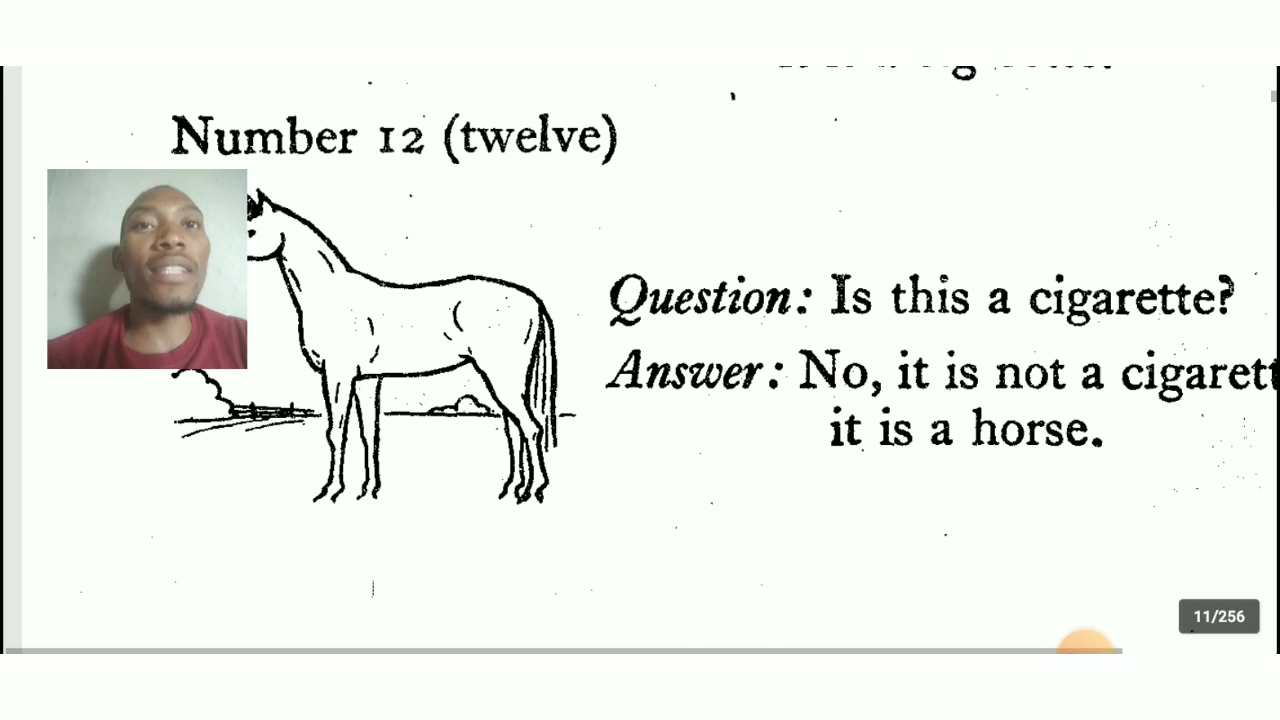 Number 12 (twelve)
Question: Is this a cigarette?
Answer: No, it is not a cigarett
it is a horse.
11/256